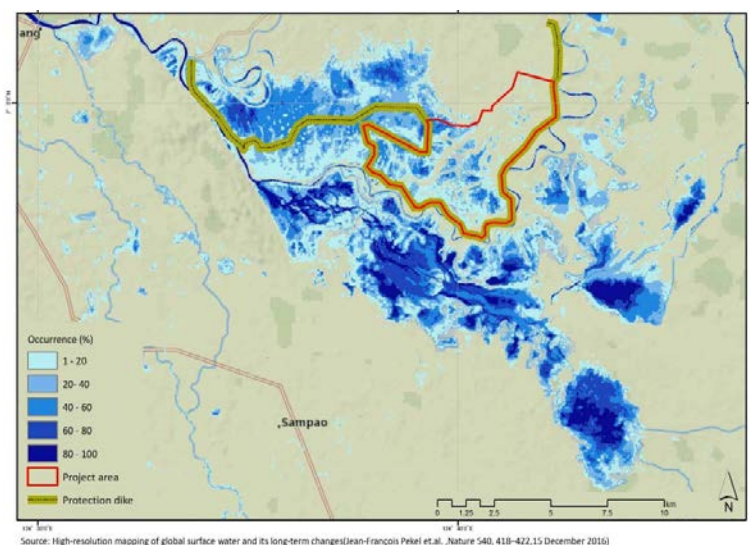 ang
Occurrence (%)
1 - 20
20 - 40
40 - 60
60 - 80
80 - 100
Project area
Protection dike
Sampao
km
0 1.25 2.5 5 7.5 10
N
Source: High-resolution mapping of global surface water and its long-term changes(Jean-François Pekel et.al. ,Nature 540, 418–422,15 December 2016)